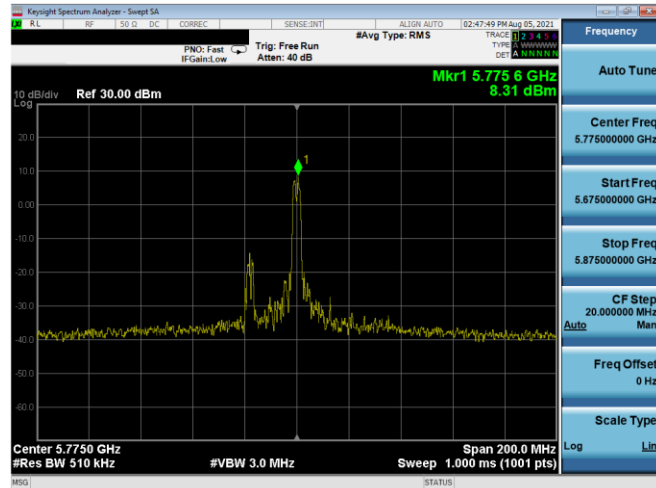 Keysight Spectrum Analyzer - Swept SA
RL RF 50 Ω DC CORREC SENSE:INT ALIGN AUTO 02:47:49 PM Aug 05, 2021
#Avg Type: RMS TRACE 1 2 3 4 5 6
PNO: Fast Trig: Free Run TYPE A WWWWW
IFGain:Low Atten: 40 dB DET A N N N N N
Mkr1 5.775 6 GHz
8.31 dBm
10 dB/div Ref 30.00 dBm
Log
1
20.0
10.0
0.00
-10.0
-20.0
-30.0
-40.0
-50.0
-60.0
Center 5.7750 GHz Span 200.0 MHz
#Res BW 510 kHz #VBW 3.0 MHz Sweep 1.000 ms (1001 pts)
MSG STATUS
Frequency
Auto Tune
Center Freq
5.775000000 GHz
Start Freq
5.675000000 GHz
Stop Freq
5.875000000 GHz
CF Step
20.000000 MHz
Auto Man
Freq Offset
0 Hz
Scale Type
Log Lin